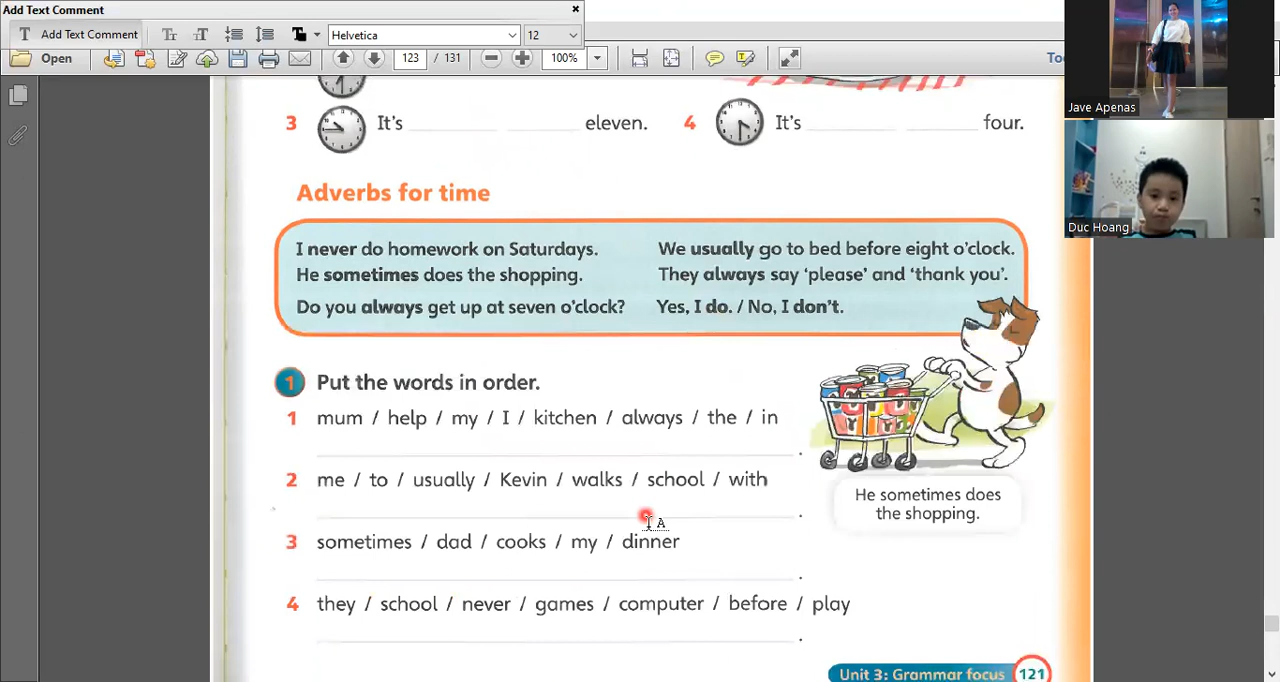 Add Text Comment
Add Text Comment
Helvetica
12
Open
123 / 131
100%
Too
Jave Apenas
Duc Hoang
3 It's ________ ________ eleven. 4 It's ________ ________ four.
Adverbs for time
I never do homework on Saturdays. We usually go to bed before eight o'clock.
He sometimes does the shopping. They always say 'please' and 'thank you'.
Do you always get up at seven o'clock? Yes, I do. / No, I don't.
1 Put the words in order.
1 mum / help / my / I / kitchen / always / the / in
.
2 me / to / usually / Kevin / walks / school / with
.
He sometimes does
the shopping.
3 sometimes / dad / cooks / my / dinner
.
4 they / school / never / games / computer / before / play
.
Unit 3: Grammar focus 121